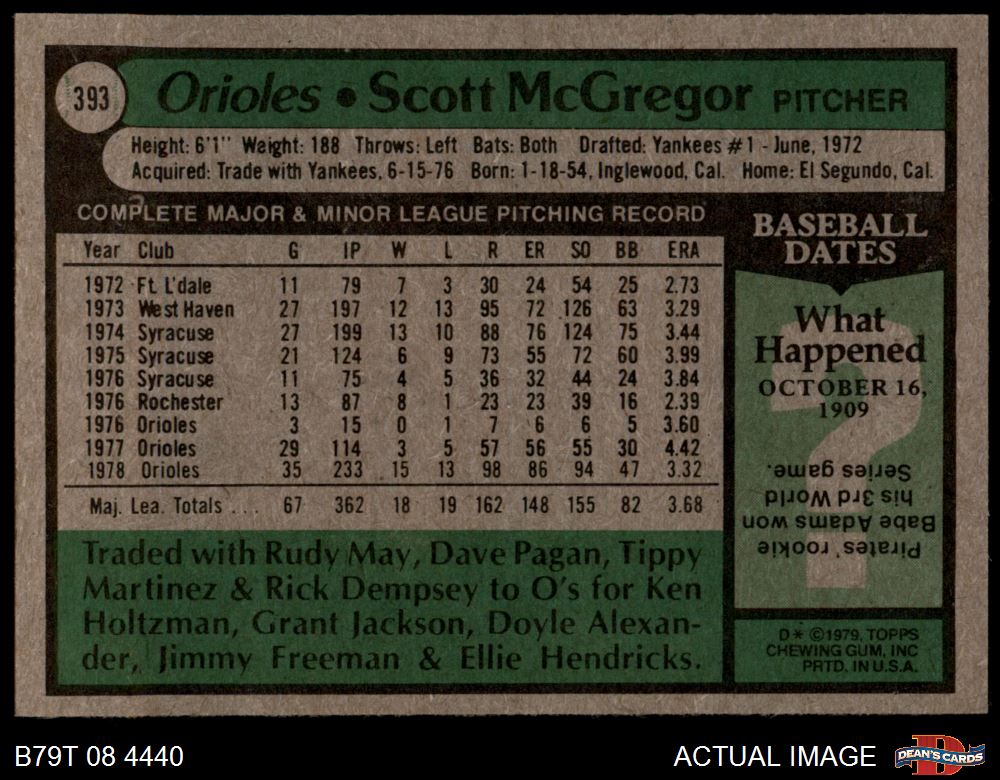 393
Orioles • Scott McGregor PITCHER
Height: 6'1" Weight: 188 Throws: Left Bats: Both Drafted: Yankees #1 - June, 1972
Acquired: Trade with Yankees, 6-15-76 Born: 1-18-54, Inglewood, Cal. Home: El Segundo, Cal.
COMPLETE MAJOR & MINOR LEAGUE PITCHING RECORD
Year Club G IP W L R ER SO BB ERA
1972 Ft. L'dale 11 79 7 3 30 24 54 25 2.73
1973 West Haven 27 197 12 13 95 72 126 63 3.29
1974 Syracuse 27 199 13 10 88 76 124 75 3.44
1975 Syracuse 21 124 6 9 73 55 72 60 3.99
1976 Syracuse 11 75 4 5 36 32 44 24 3.84
1976 Rochester 13 87 8 1 23 23 39 16 2.39
1976 Orioles 3 15 0 1 7 6 6 5 3.60
1977 Orioles 29 114 3 5 57 56 55 30 4.42
1978 Orioles 35 233 15 13 98 86 94 47 3.32
Maj. Lea. Totals ... 67 362 18 19 162 148 155 82 3.68
Traded with Rudy May, Dave Pagan, Tippy
Martinez & Rick Dempsey to O's for Ken
Holtzman, Grant Jackson, Doyle Alexan-
der, Jimmy Freeman & Ellie Hendricks.
BASEBALL
DATES
What
Happened
OCTOBER 16,
1909
?
Pirates' rookie
Babe Adams won
his 3rd World
Series game.
D* ©1979, TOPPS
CHEWING GUM, INC
PRTD. IN U.S.A.
B79T 08 4440
ACTUAL IMAGE
D
DEAN'S CARDS